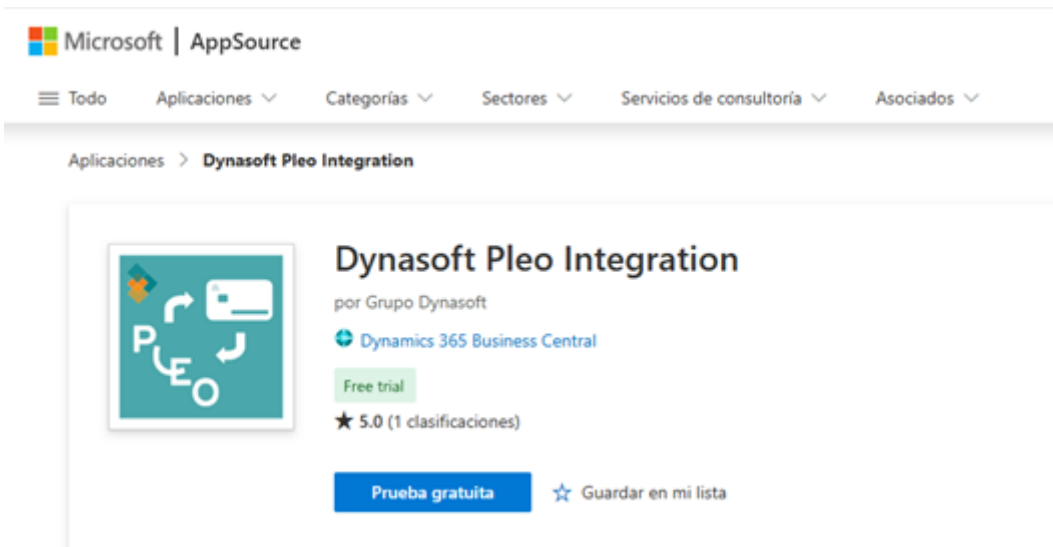 Microsoft | AppSource
Todo Aplicaciones Categorías Sectores Servicios de consultoría Asociados
Aplicaciones > Dynasoft Pleo Integration
PLEO
Dynasoft Pleo Integration
por Grupo Dynasoft
Dynamics 365 Business Central
Free trial
5.0 (1 clasificaciones)
Prueba gratuita Guardar en mi lista